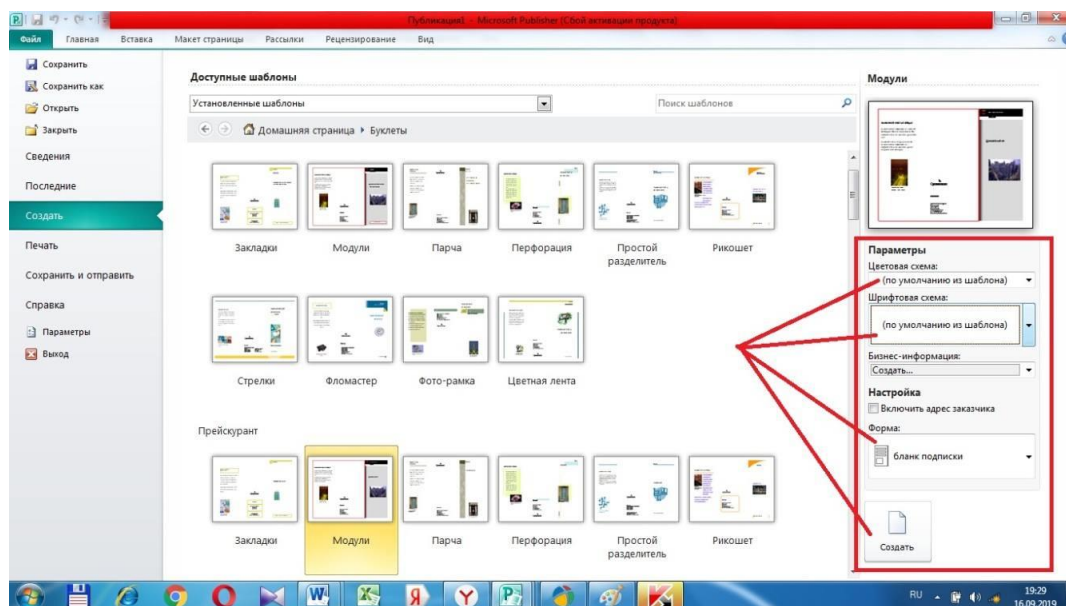 Публикация1 - Microsoft Publisher (Сбой активации продукта)
Файл Главная Вставка Макет страницы Рассылки Рецензирование Вид
Сохранить
Сохранить как
Открыть
Закрыть
Сведения
Последние
Создать
Печать
Сохранить и отправить
Справка
Параметры
Выход
Доступные шаблоны
Установленные шаблоны
Поиск шаблонов
Домашняя страница
Буклеты
Закладки
Модули
Парча
Перфорация
Простой
разделитель
Рикошет
Стрелки
Фломастер
Фото-рамка
Цветная лента
Прейскурант
Закладки
Модули
Парча
Перфорация
Простой
разделитель
Рикошет
Модули
Параметры
Цветовая схема:
(по умолчанию из шаблона)
Шрифтовая схема:
(по умолчанию из шаблона)
Бизнес-информация:
Создать...
Настройка
Включить адрес заказчика
Форма:
бланк подписки
Создать
RU
19:29
16.09.2019